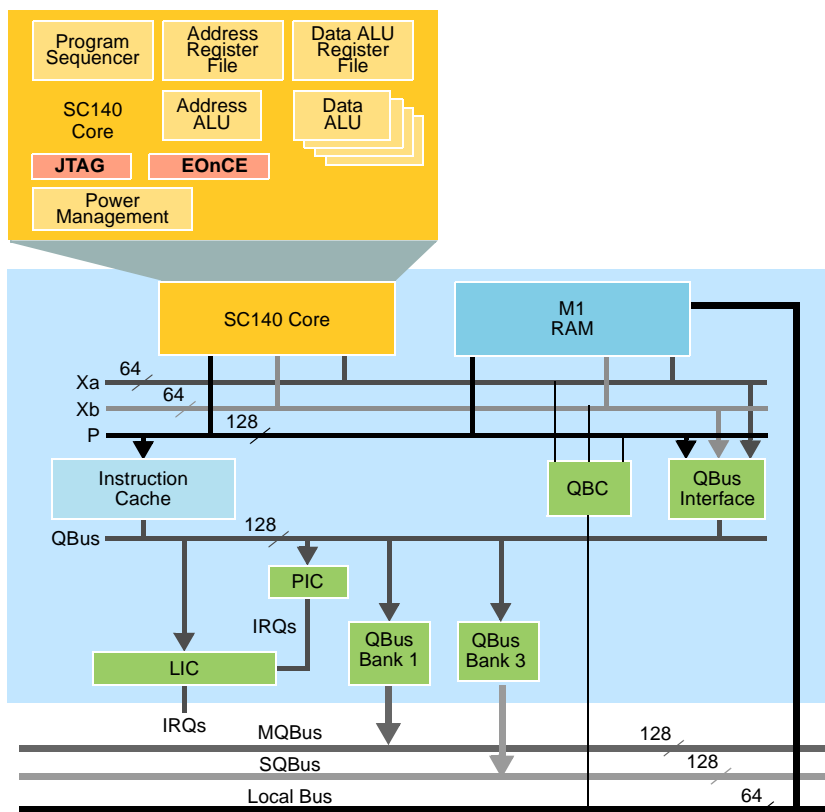 Program
Sequencer
Address
Register
File
Data ALU
Register
File
SC140
Core
Address
ALU
Data
ALU
JTAG
EOnCE
Power
Management
SC140 Core
M1
RAM
64
Xa
64
Xb
128
P
Instruction
Cache
QBC
QBus
Interface
128
QBus
PIC
IRQs
QBus
Bank 1
QBus
Bank 3
LIC
IRQs
MQBus
128
SQBus
128
Local Bus
64